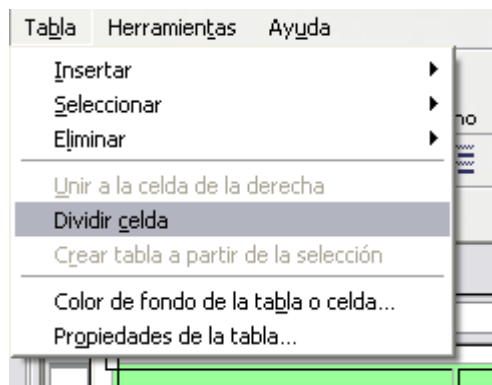 Tabla Herramientas Ayuda
Insertar
Seleccionar
no
Eliminar
Unir a la celda de la derecha
Dividir celda
Crear tabla a partir de la selección
Color de fondo de la tabla o celda...
Propiedades de la tabla...